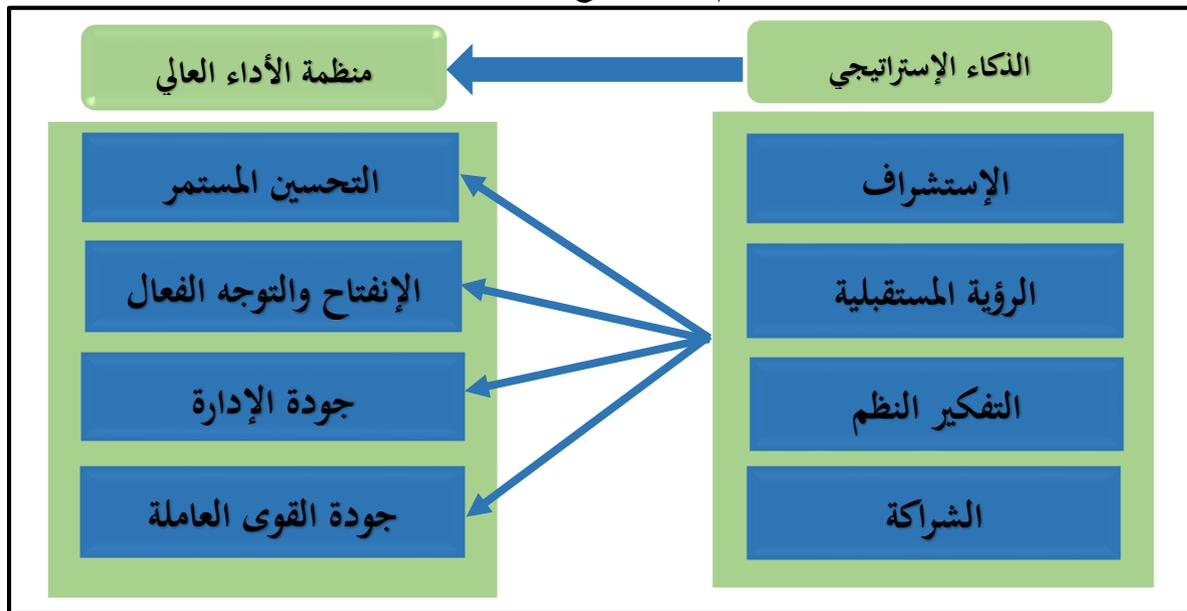 الذكاء الإستراتيجي
منظمة الأداء العالي
الإستشراف
الرؤية المستقبلية
التفكير النظم
الشراكة
التحسين المستمر
الإنفتاح والتوجه الفعال
جودة الإدارة
جودة القوى العاملة